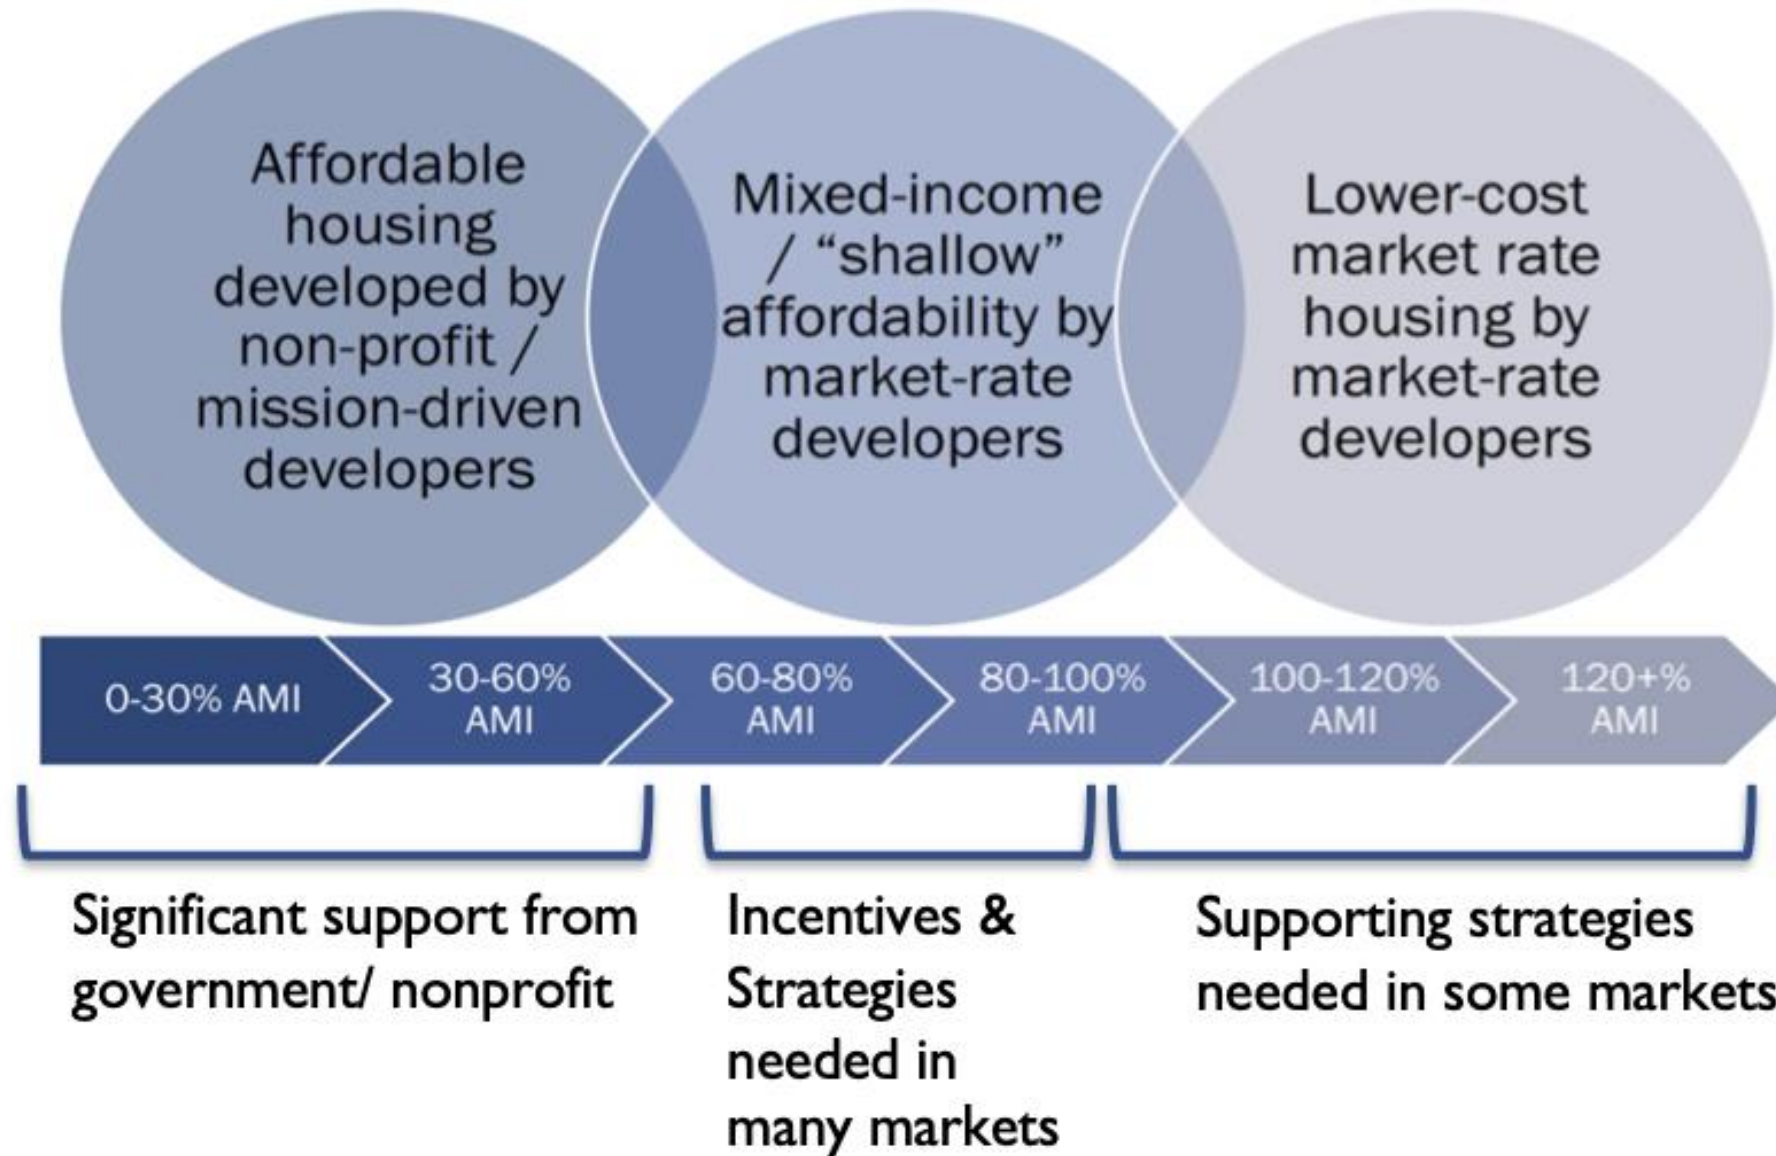 Affordable
housing
developed by
non-profit /
mission-driven
developers
Mixed-income
/ “shallow”
affordability by
market-rate
developers
Lower-cost
market rate
housing by
market-rate
developers
0-30% AMI
30-60%
AMI
60-80%
AMI
80-100%
AMI
100-120%
AMI
120+%
AMI
Significant support from
government/ nonprofit
Incentives &
Strategies
needed in
many markets
Supporting strategies
needed in some markets